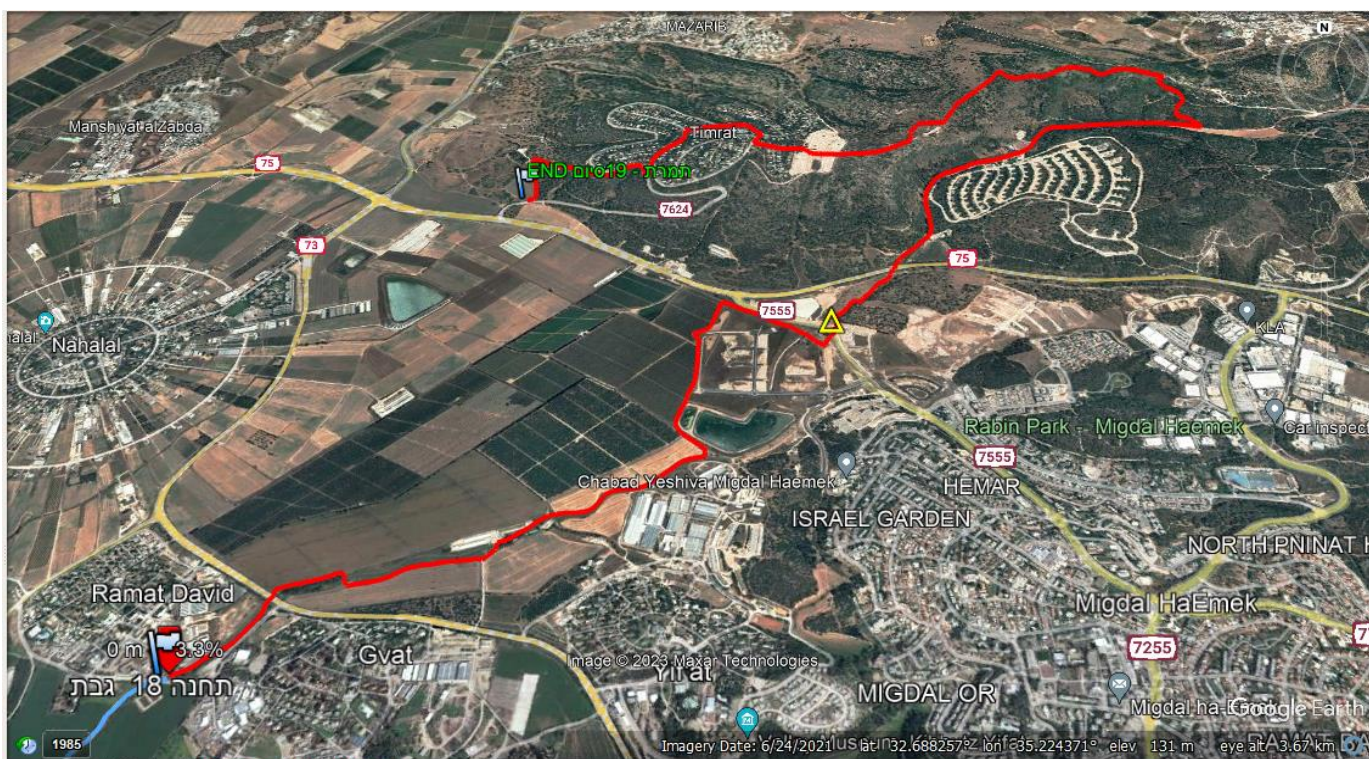 MAZARIB
N
Manshiyat al Zabda
Timrat
75
תמרת - 19סיום END
7624
73
75
7555
Nahalal
KLA
Rabin Park - Migdal Haemek
Car inspect
7555
Chabad Yeshiva Migdal Haemek
HEMAR
ISRAEL GARDEN
NORTH PNINAT
Ramat David
Migdal HaEmek
0 m
3.3%
Gvat
7255
Image © 2023 Maxar Technologies
תחנה 18 גבת
Yif'at
MIGDAL OR
Migdal ha-Emek
Google Earth
1985
Imagery Date: 6/24/2021 lat 32.688257° lon 35.224371° elev 131 m eye alt 3.67 km